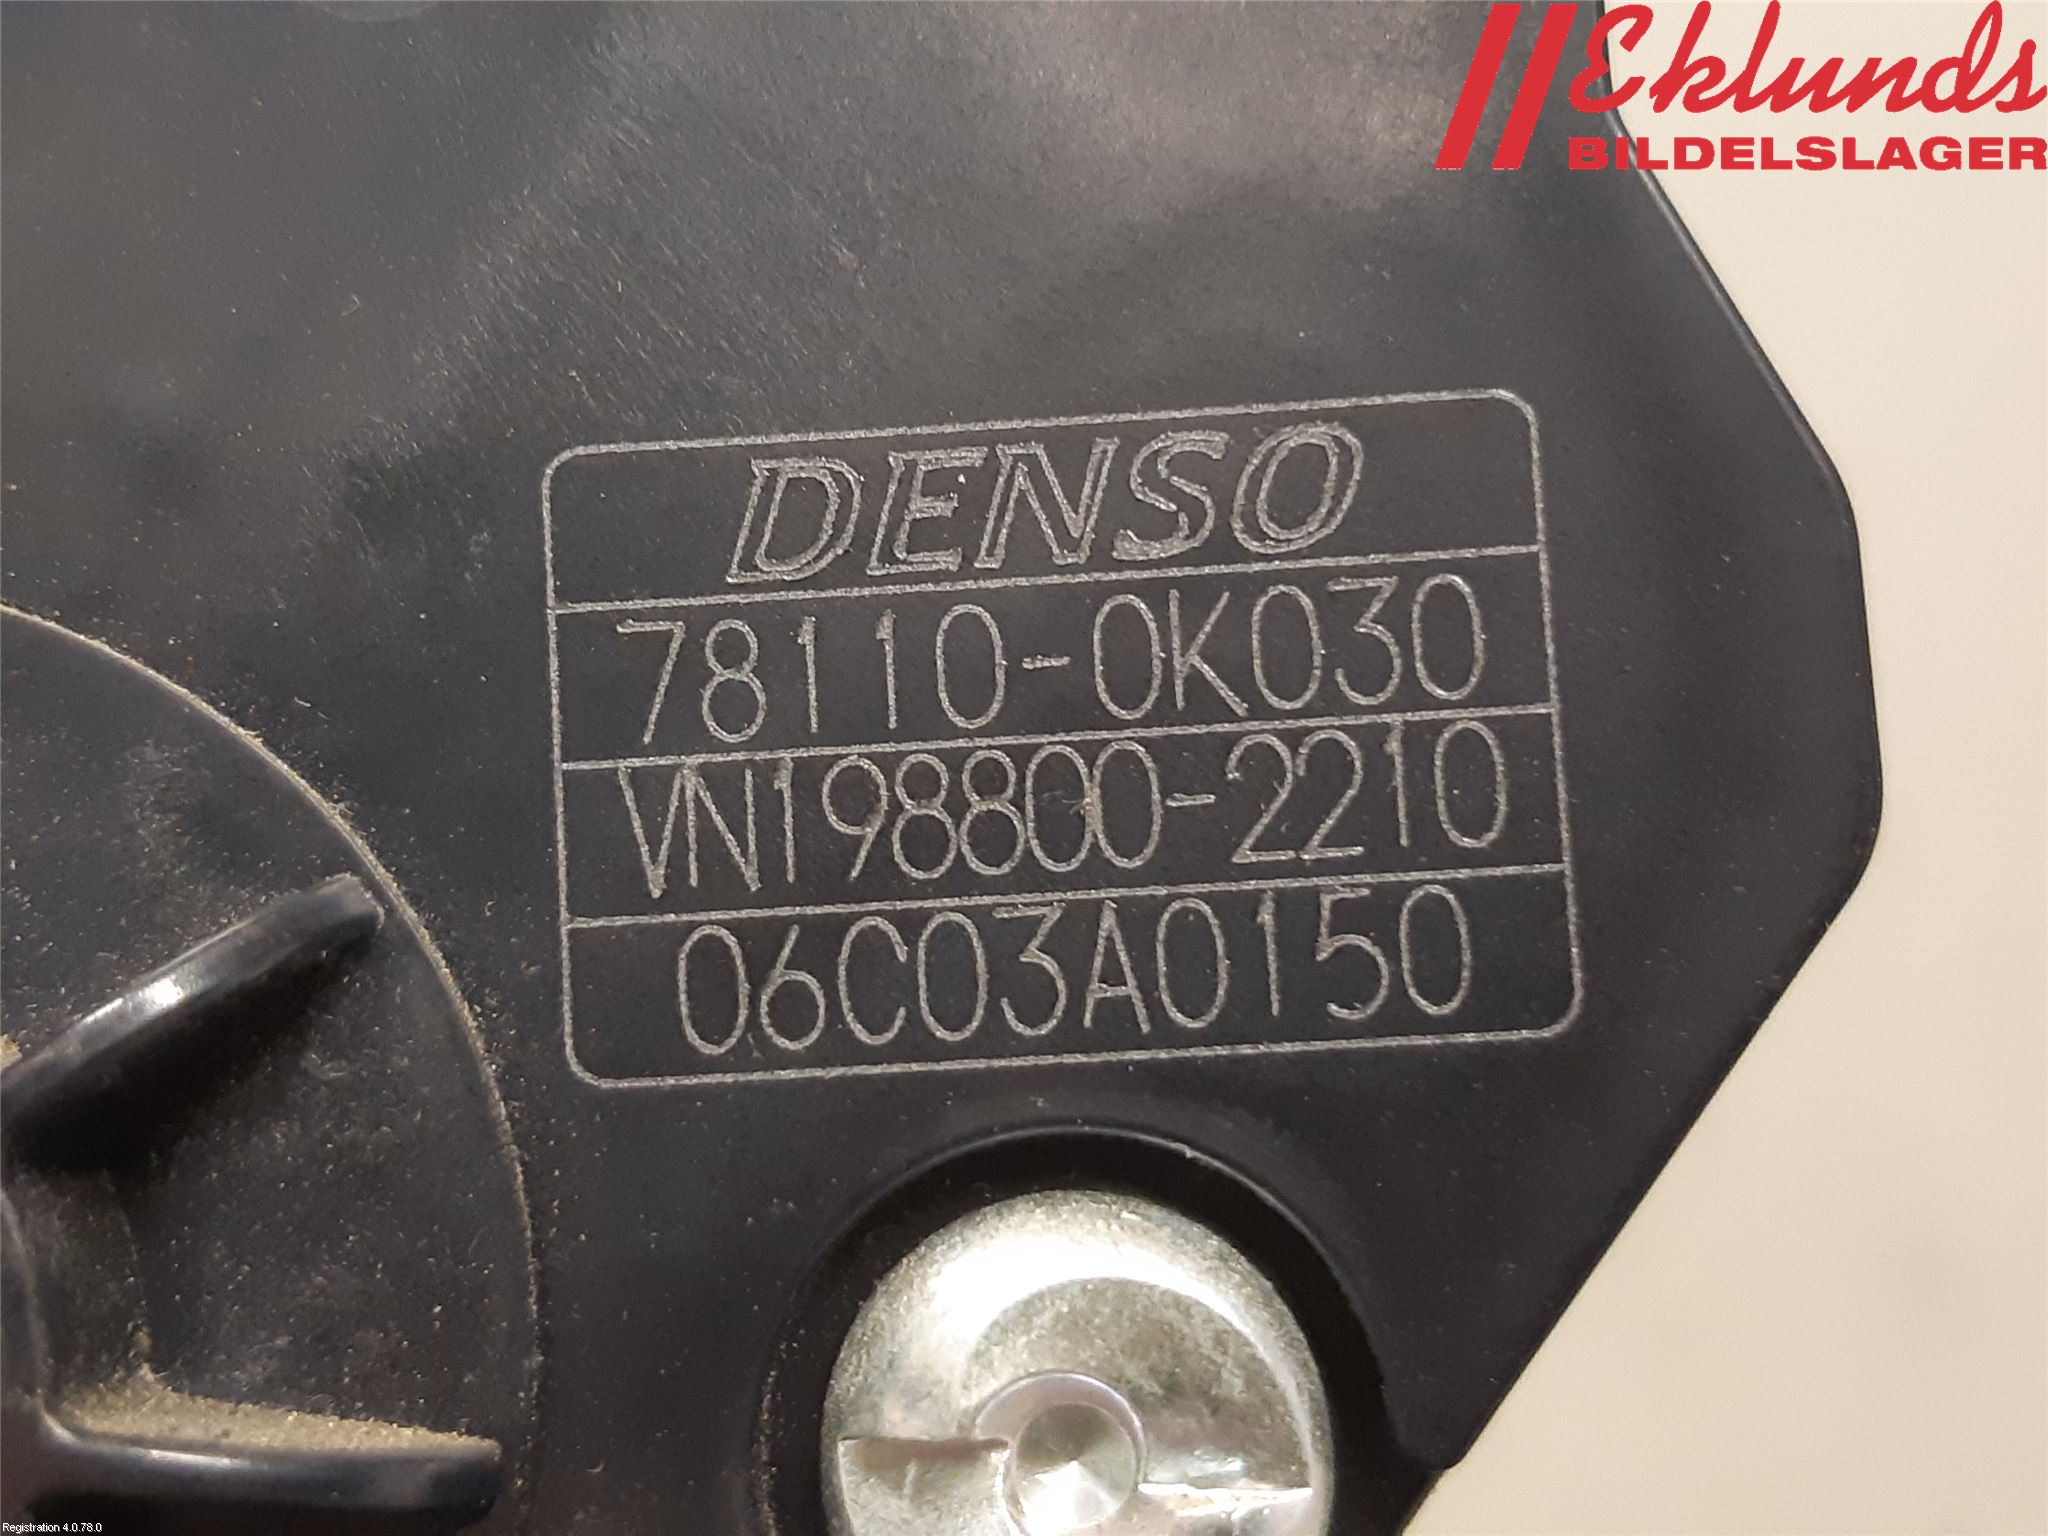 Eklunds
BILDELSLAGER
DENSO
78110-0K030
VN198800-2210
06C03A0150
Registration 4.0.78.0